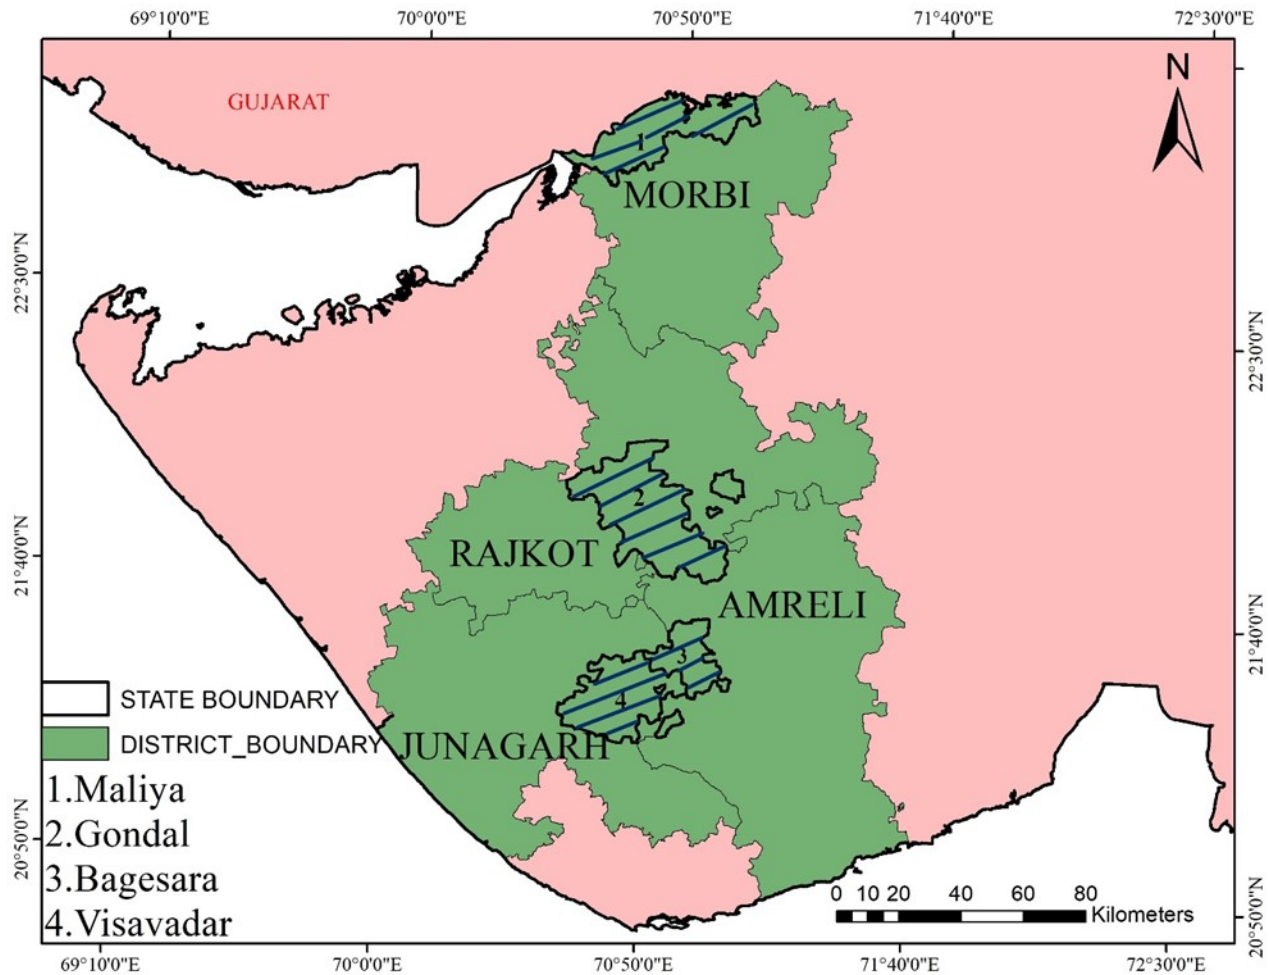 69°10'0"E 70°0'0"E 70°50'0"E 71°40'0"E 72°30'0"E
N
GUJARAT
1
MORBI
22°30'0"N
22°30'0"N
2
RAJKOT
21°40'0"N
AMRELI
21°40'0"N
3
4
STATE BOUNDARY
DISTRICT_BOUNDARY
JUNAGARH
1.Maliya
2.Gondal
3.Bagesara
4.Visavadar
20°50'0"N
0 10 20 40 60 80
Kilometers
20°50'0"N
69°10'0"E 70°0'0"E 70°50'0"E 71°40'0"E 72°30'0"E